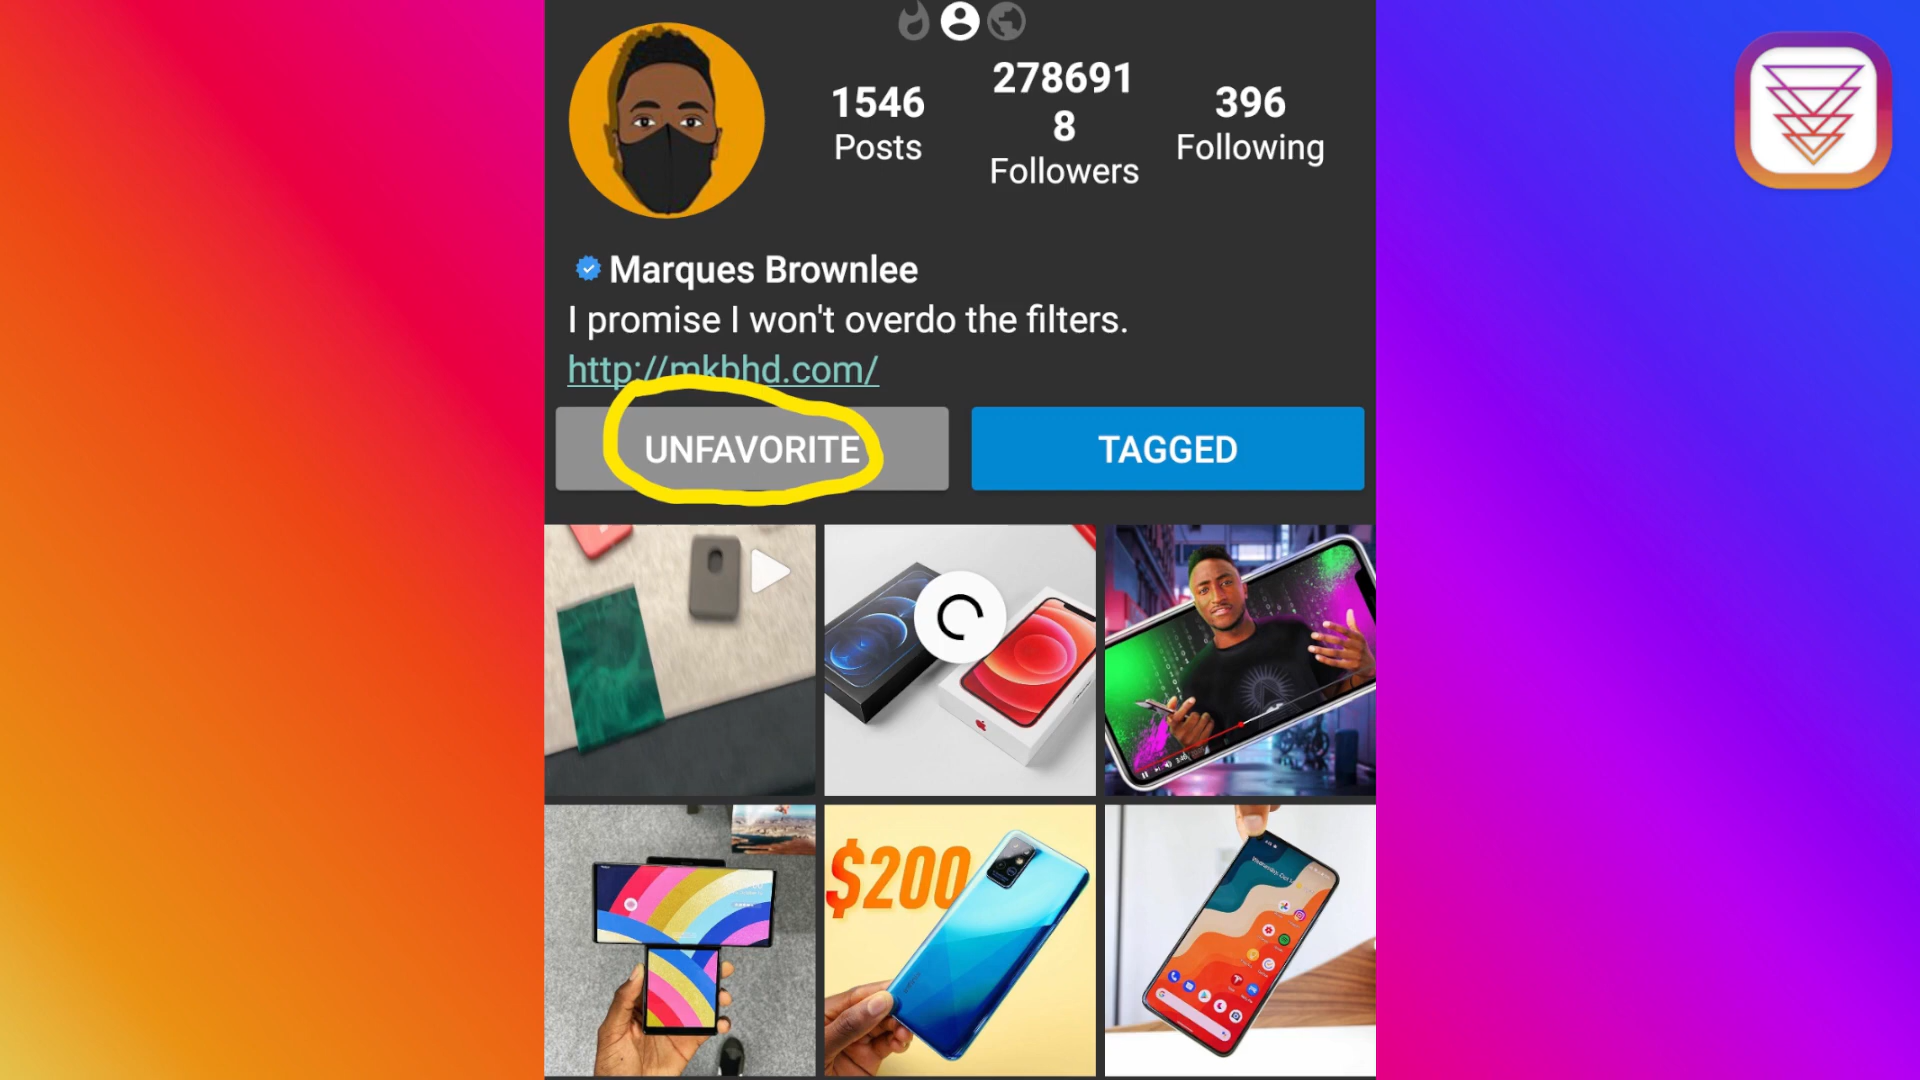 1546
Posts
278691
8
Followers
396
Following
Marques Brownlee
I promise I won't overdo the filters.
http://mkbhd.com/
UNFAVORITE
TAGGED
$200